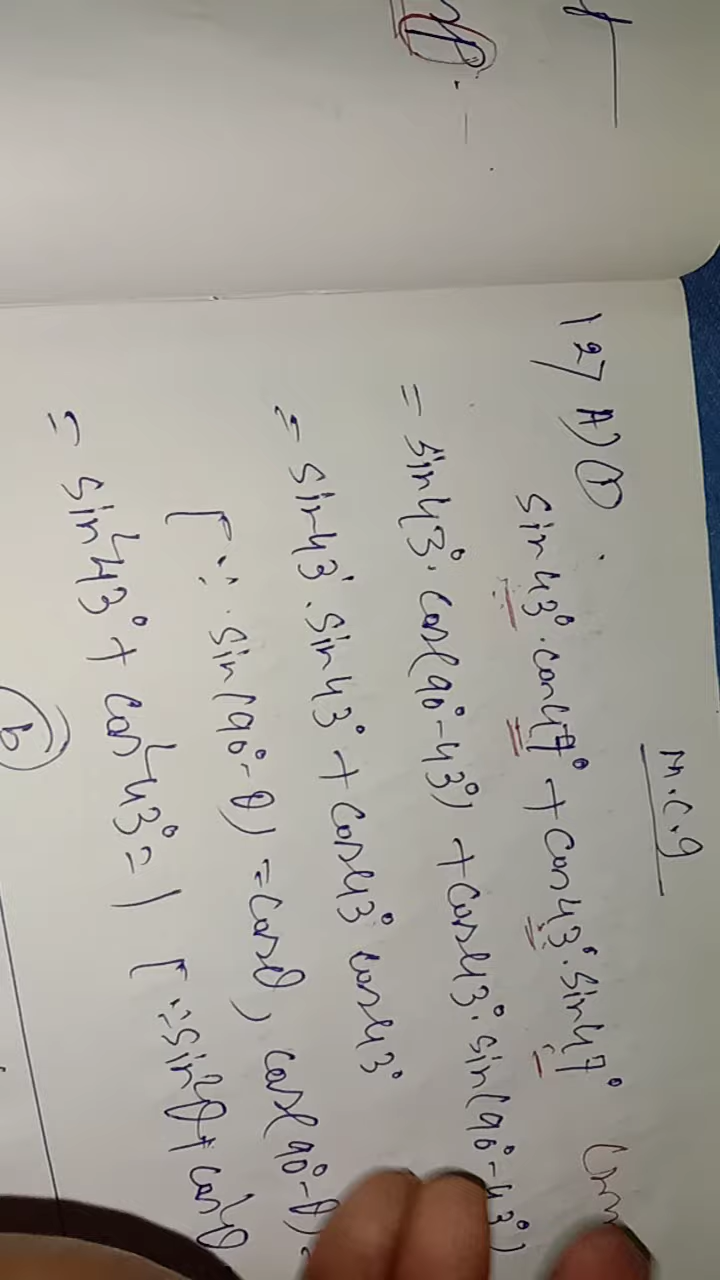 M.C.Q
127 A) (i)
sin43°.cos47° + cos43°.sin47°
= sin43°.cos(90°-43°) + cos43°.sin(90°-43°)
= sin43°.sin43° + cos43° cos43°
[∵ sin(90°-θ) = cosθ, cos(90°-θ) =
= sin²43° + cos²43° = 1 [∵ sin²θ + cos²θ
(b)